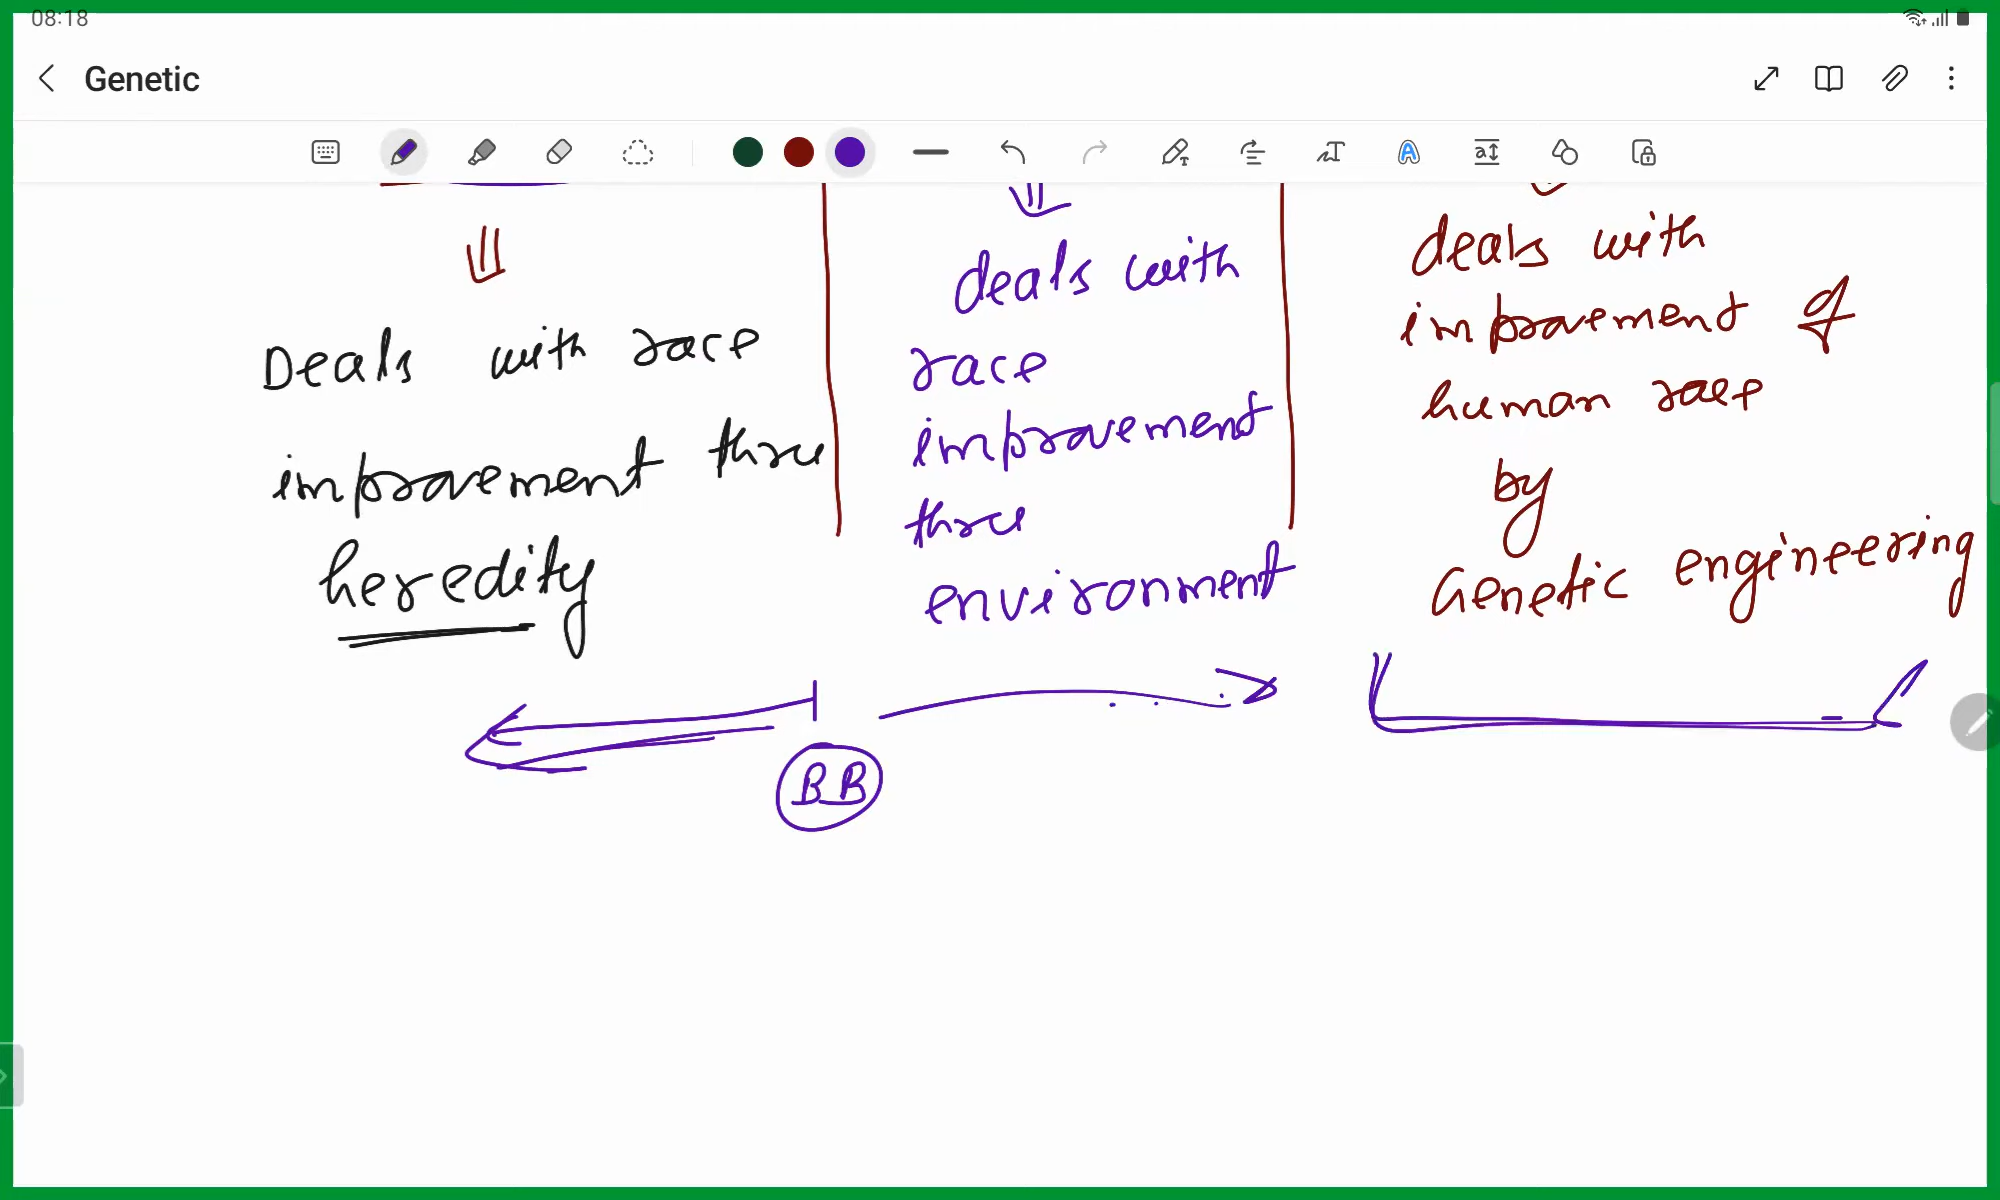 08:18
Genetic
Deals with race
improvement thru
heredity
deals with
race
improvement
thru
environment
deals with
improvement of
human race
by
Genetic engineering
BB